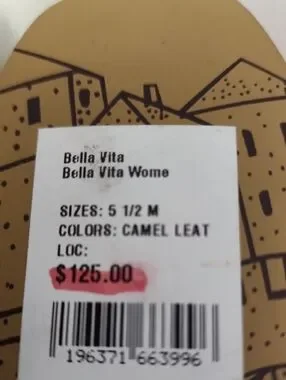 Bella Vita
Bella Vita Wome
SIZES: 5 1/2 M
COLORS: CAMEL LEAT
LOC:
$125.00
196371 663996